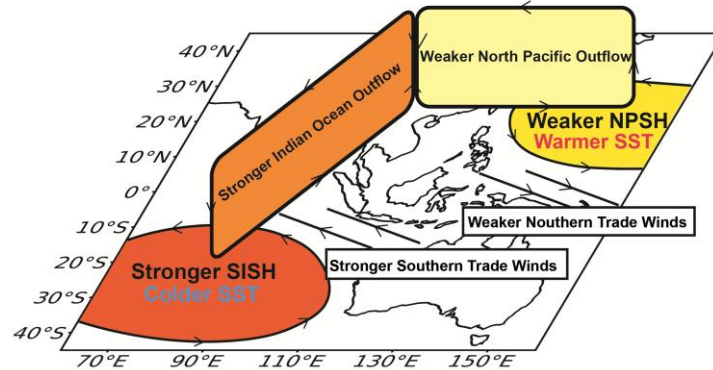 40°N
30°N
20°N
10°N
0°
10°S
20°S
30°S
40°S
70°E
90°E
110°E
130°E
150°E
Stronger Indian Ocean Outflow
Weaker North Pacific Outflow
Weaker NPSH
Warmer SST
Weaker Nouthern Trade Winds
Stronger Southern Trade Winds
Stronger SISH
Colder SST